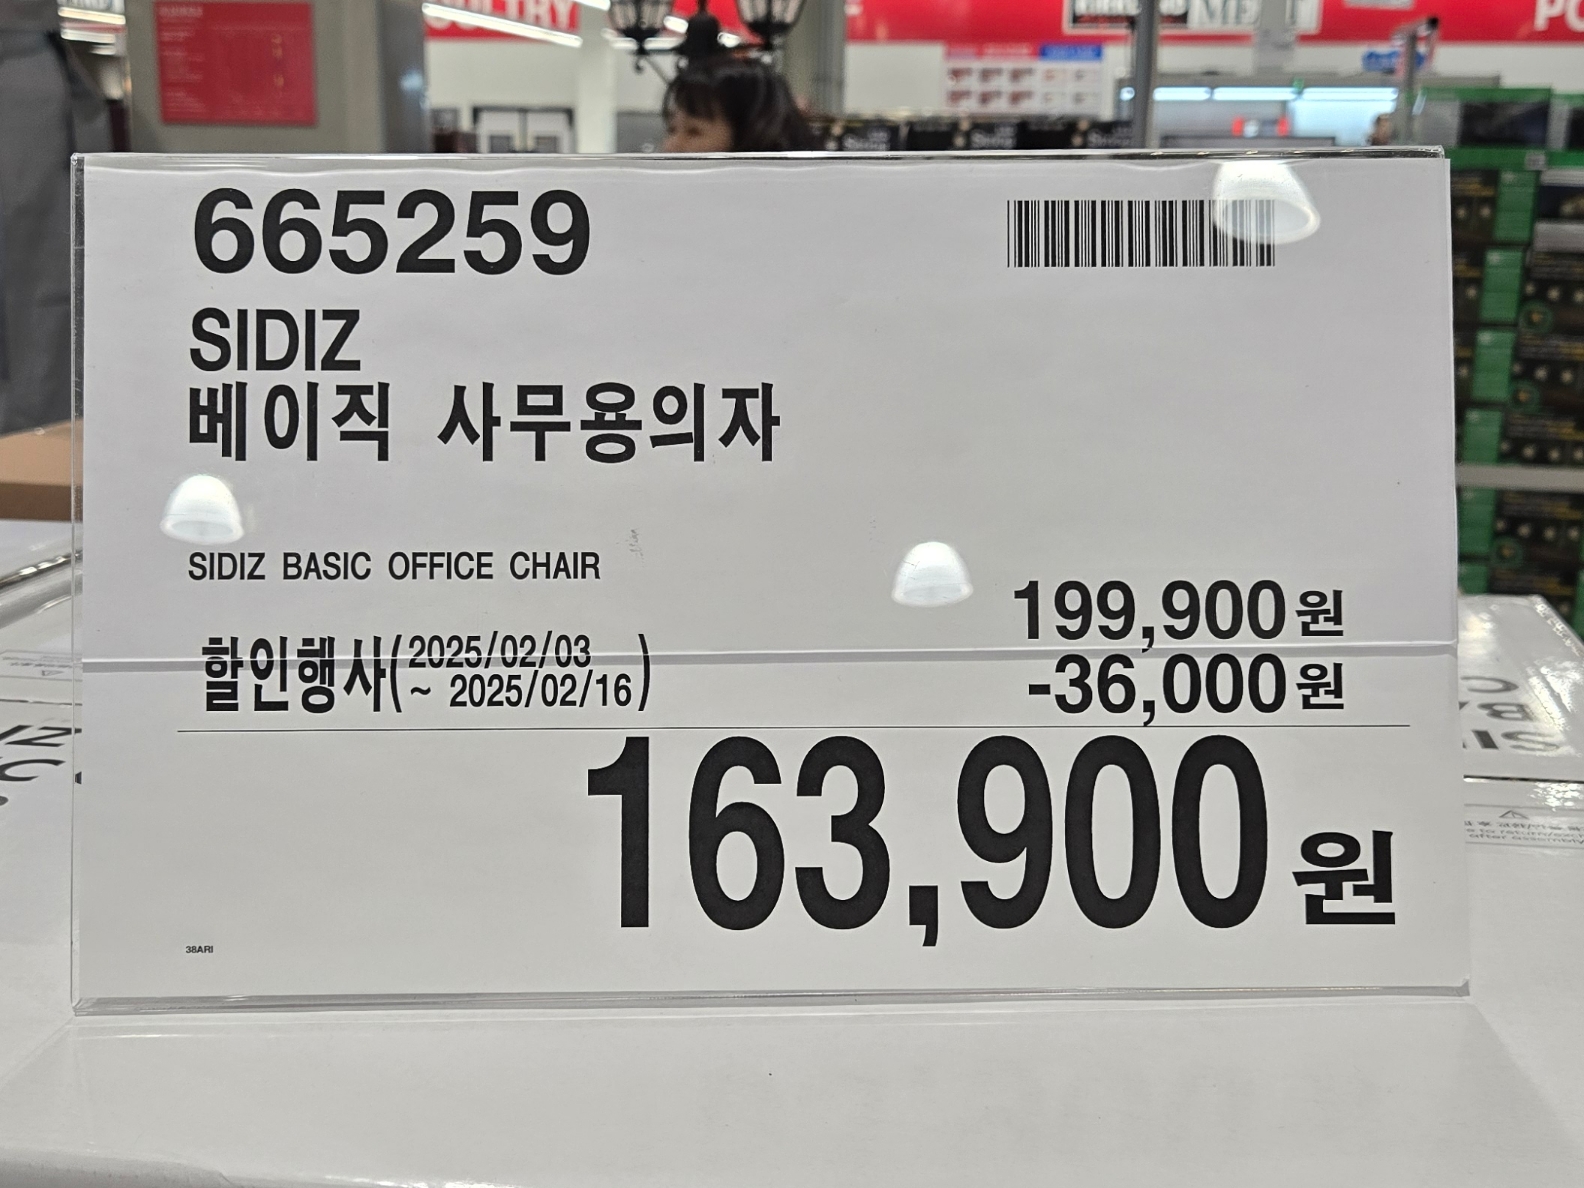 665259
SIDIZ
베이직 사무용의자
SIDIZ BASIC OFFICE CHAIR
199,900원
할인행사(2025/02/03
~ 2025/02/16)
-36,000원
163,900원
38ARI